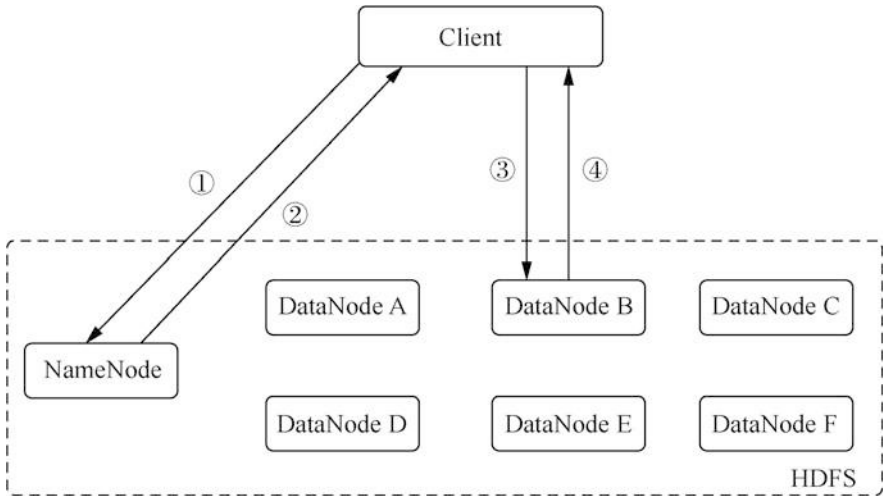 Client
①
③
④
②
DataNode A
DataNode B
DataNode C
NameNode
DataNode D
DataNode E
DataNode F
HDFS